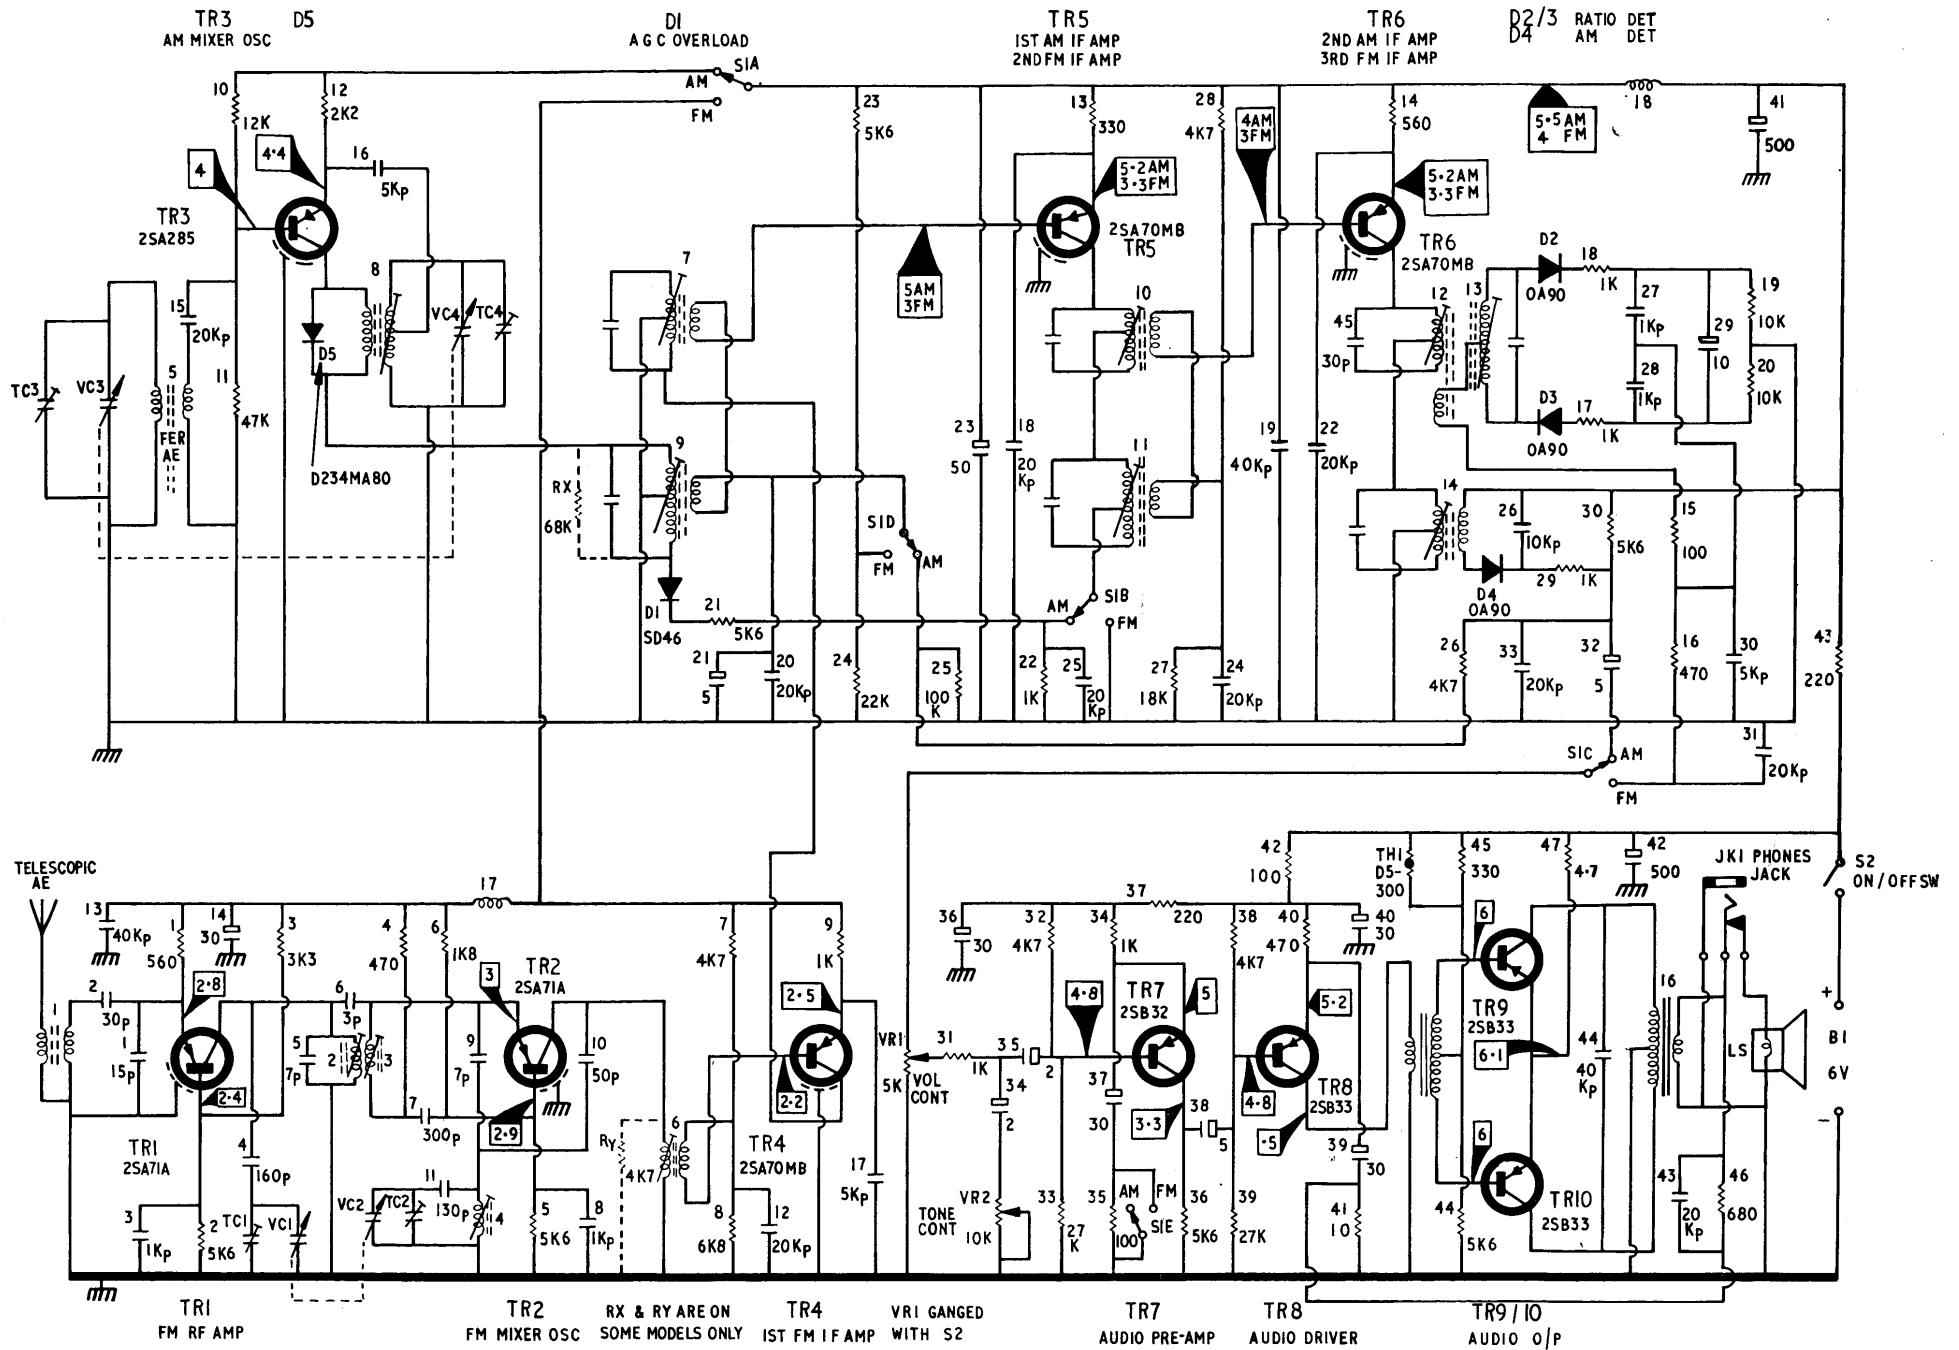 TR3
AM MIXER OSC
D5
D1
AGC OVERLOAD
TR5
1ST AM IF AMP
2ND FM IF AMP
TR6
2ND AM IF AMP
3RD FM IF AMP
D2/3 RATIO DET
D4 AM DET
S1A
AM
FM
10
12K
12
2K2
4
4·4
16
5Kp
TR3
2SA285
15
20Kp
8
VC4
TC4
D5
D234MA80
TC3
VC3
5
FER
AE
11
47K
7
9
RX
68K
D1
SD46
21
5K6
21
5
20
20Kp
23
5K6
5AM
3FM
S1D
FM
AM
24
22K
25
100
K
23
50
18
20
Kp
13
330
5·2AM
3·3FM
2SA70MB
TR5
10
11
AM
S1B
FM
22
1K
25
20
Kp
28
4K7
4AM
3FM
27
18K
24
20Kp
19
40Kp
22
20Kp
14
560
5·2AM
3·3FM
TR6
2SA70MB
5·5AM
4 FM
18
41
500
45
30p
12
13
D2
OA90
18
1K
27
1Kp
29
10
19
10K
28
1Kp
20
10K
D3
OA90
17
1K
14
26
10Kp
30
5K6
15
100
D4
OA90
29
1K
26
4K7
33
20Kp
32
5
16
470
30
5Kp
43
220
31
20Kp
S1C
AM
FM
TELESCOPIC
AE
13
40Kp
1
560
14
30
3
3K3
2
30p
1
1
15p
2·8
2·4
TR1
2SA71A
3
1Kp
2
5K6
4
160p
TC1
VC1
6
3p
5
7p
2
3
4
470
6
1K8
17
3
TR2
2SA71A
9
7p
10
50p
7
300p
2·9
VC2
TC2
11
130p
4
5
5K6
8
1Kp
RY
4K7
6
7
4K7
2·5
2·2
9
1K
TR4
2SA70MB
8
6K8
12
20Kp
17
5Kp
VR1
5K
VOL
CONT
31
1K
35
2
34
2
VR2
TONE
CONT
10K
36
30
32
4K7
34
1K
37
220
38
4K7
4·8
TR7
2SB32
5
37
30
3·3
38
5
33
27
K
35
100
AM
FM
S1E
36
5K6
39
27K
42
100
40
470
40
30
5·2
4·8
TR8
2SB33
·5
39
30
41
10
TH1
D5-
300
45
330
47
4·7
42
500
6
TR9
2SB33
6·1
6
TR10
2SB33
44
5K6
44
40
Kp
16
JK1 PHONES
JACK
S2
ON/OFF SW
LS
+
B1
6V
−
43
20
Kp
46
680
TR1
FM RF AMP
TR2
FM MIXER OSC
RX & RY ARE ON
SOME MODELS ONLY
TR4
1ST FM IF AMP
VR1 GANGED
WITH S2
TR7
AUDIO PRE-AMP
TR8
AUDIO DRIVER
TR9/10
AUDIO O/P